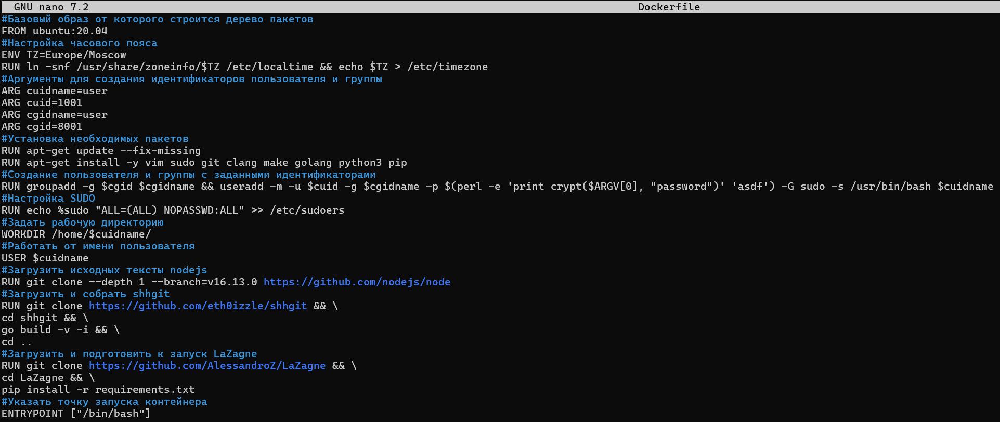 GNU nano 7.2 Dockerfile
#Базовый образ от которого строится дерево пакетов
FROM ubuntu:20.04
#Настройка часового пояса
ENV TZ=Europe/Moscow
RUN ln -snf /usr/share/zoneinfo/$TZ /etc/localtime && echo $TZ > /etc/timezone
#Аргументы для создания идентификаторов пользователя и группы
ARG cuidname=user
ARG cuid=1001
ARG cgidname=user
ARG cgid=8001
#Установка необходимых пакетов
RUN apt-get update --fix-missing
RUN apt-get install -y vim sudo git clang make golang python3 pip
#Создание пользователя и группы с заданными идентификаторами
RUN groupadd -g $cgid $cgidname && useradd -m -u $cuid -g $cgidname -p $(perl -e 'print crypt($ARGV[0], "password")' 'asdf') -G sudo -s /usr/bin/bash $cuidname
#Настройка SUDO
RUN echo %sudo "ALL=(ALL) NOPASSWD:ALL" >> /etc/sudoers
#Задать рабочую директорию
WORKDIR /home/$cuidname/
#Работать от имени пользователя
USER $cuidname
#Загрузить исходных тексты nodejs
RUN git clone --depth 1 --branch=v16.13.0 https://github.com/nodejs/node
#Загрузить и собрать shhgit
RUN git clone https://github.com/eth0izzle/shhgit && \
cd shhgit && \
go build -v -i && \
cd ..
#Загрузить и подготовить к запуск LaZagne
RUN git clone https://github.com/AlessandroZ/LaZagne && \
cd LaZagne && \
pip install -r requirements.txt
#Указать точку запуска контейнера
ENTRYPOINT ["/bin/bash"]